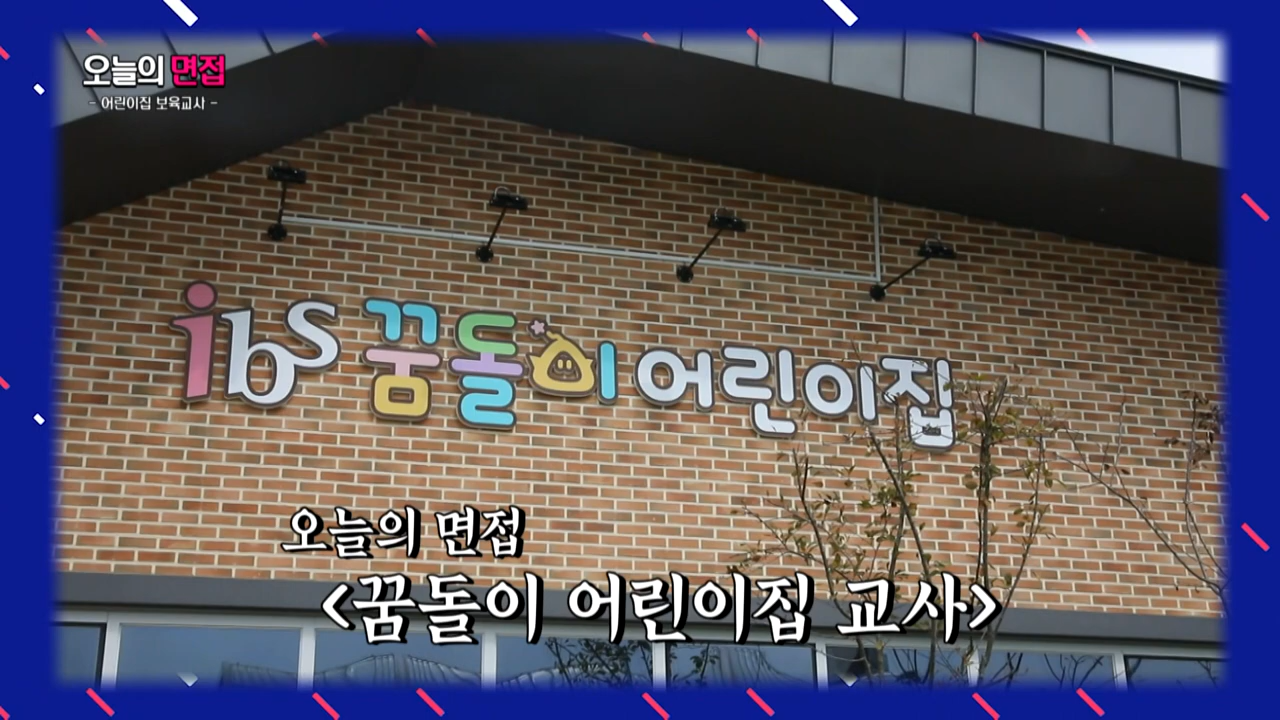 오늘의 면접
- 어린이집 보육교사 -
ibs 꿈돌이 어린이집
오늘의 면접
<꿈돌이 어린이집 교사>